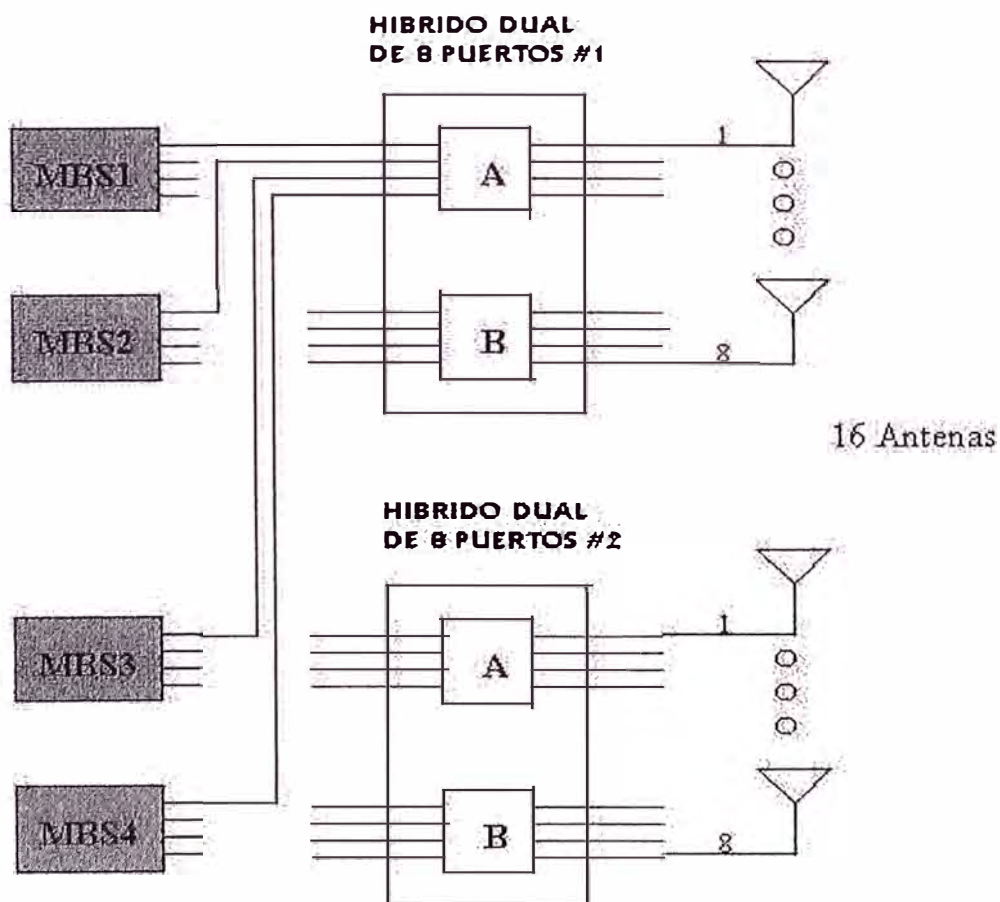 HIBRIDO DUAL
DE 8 PUERTOS #1
MBS1
A
1
MBS2
B
8
16 Antenas
HIBRIDO DUAL
DE 8 PUERTOS #2
MBS3
A
1
MBS4
B
8